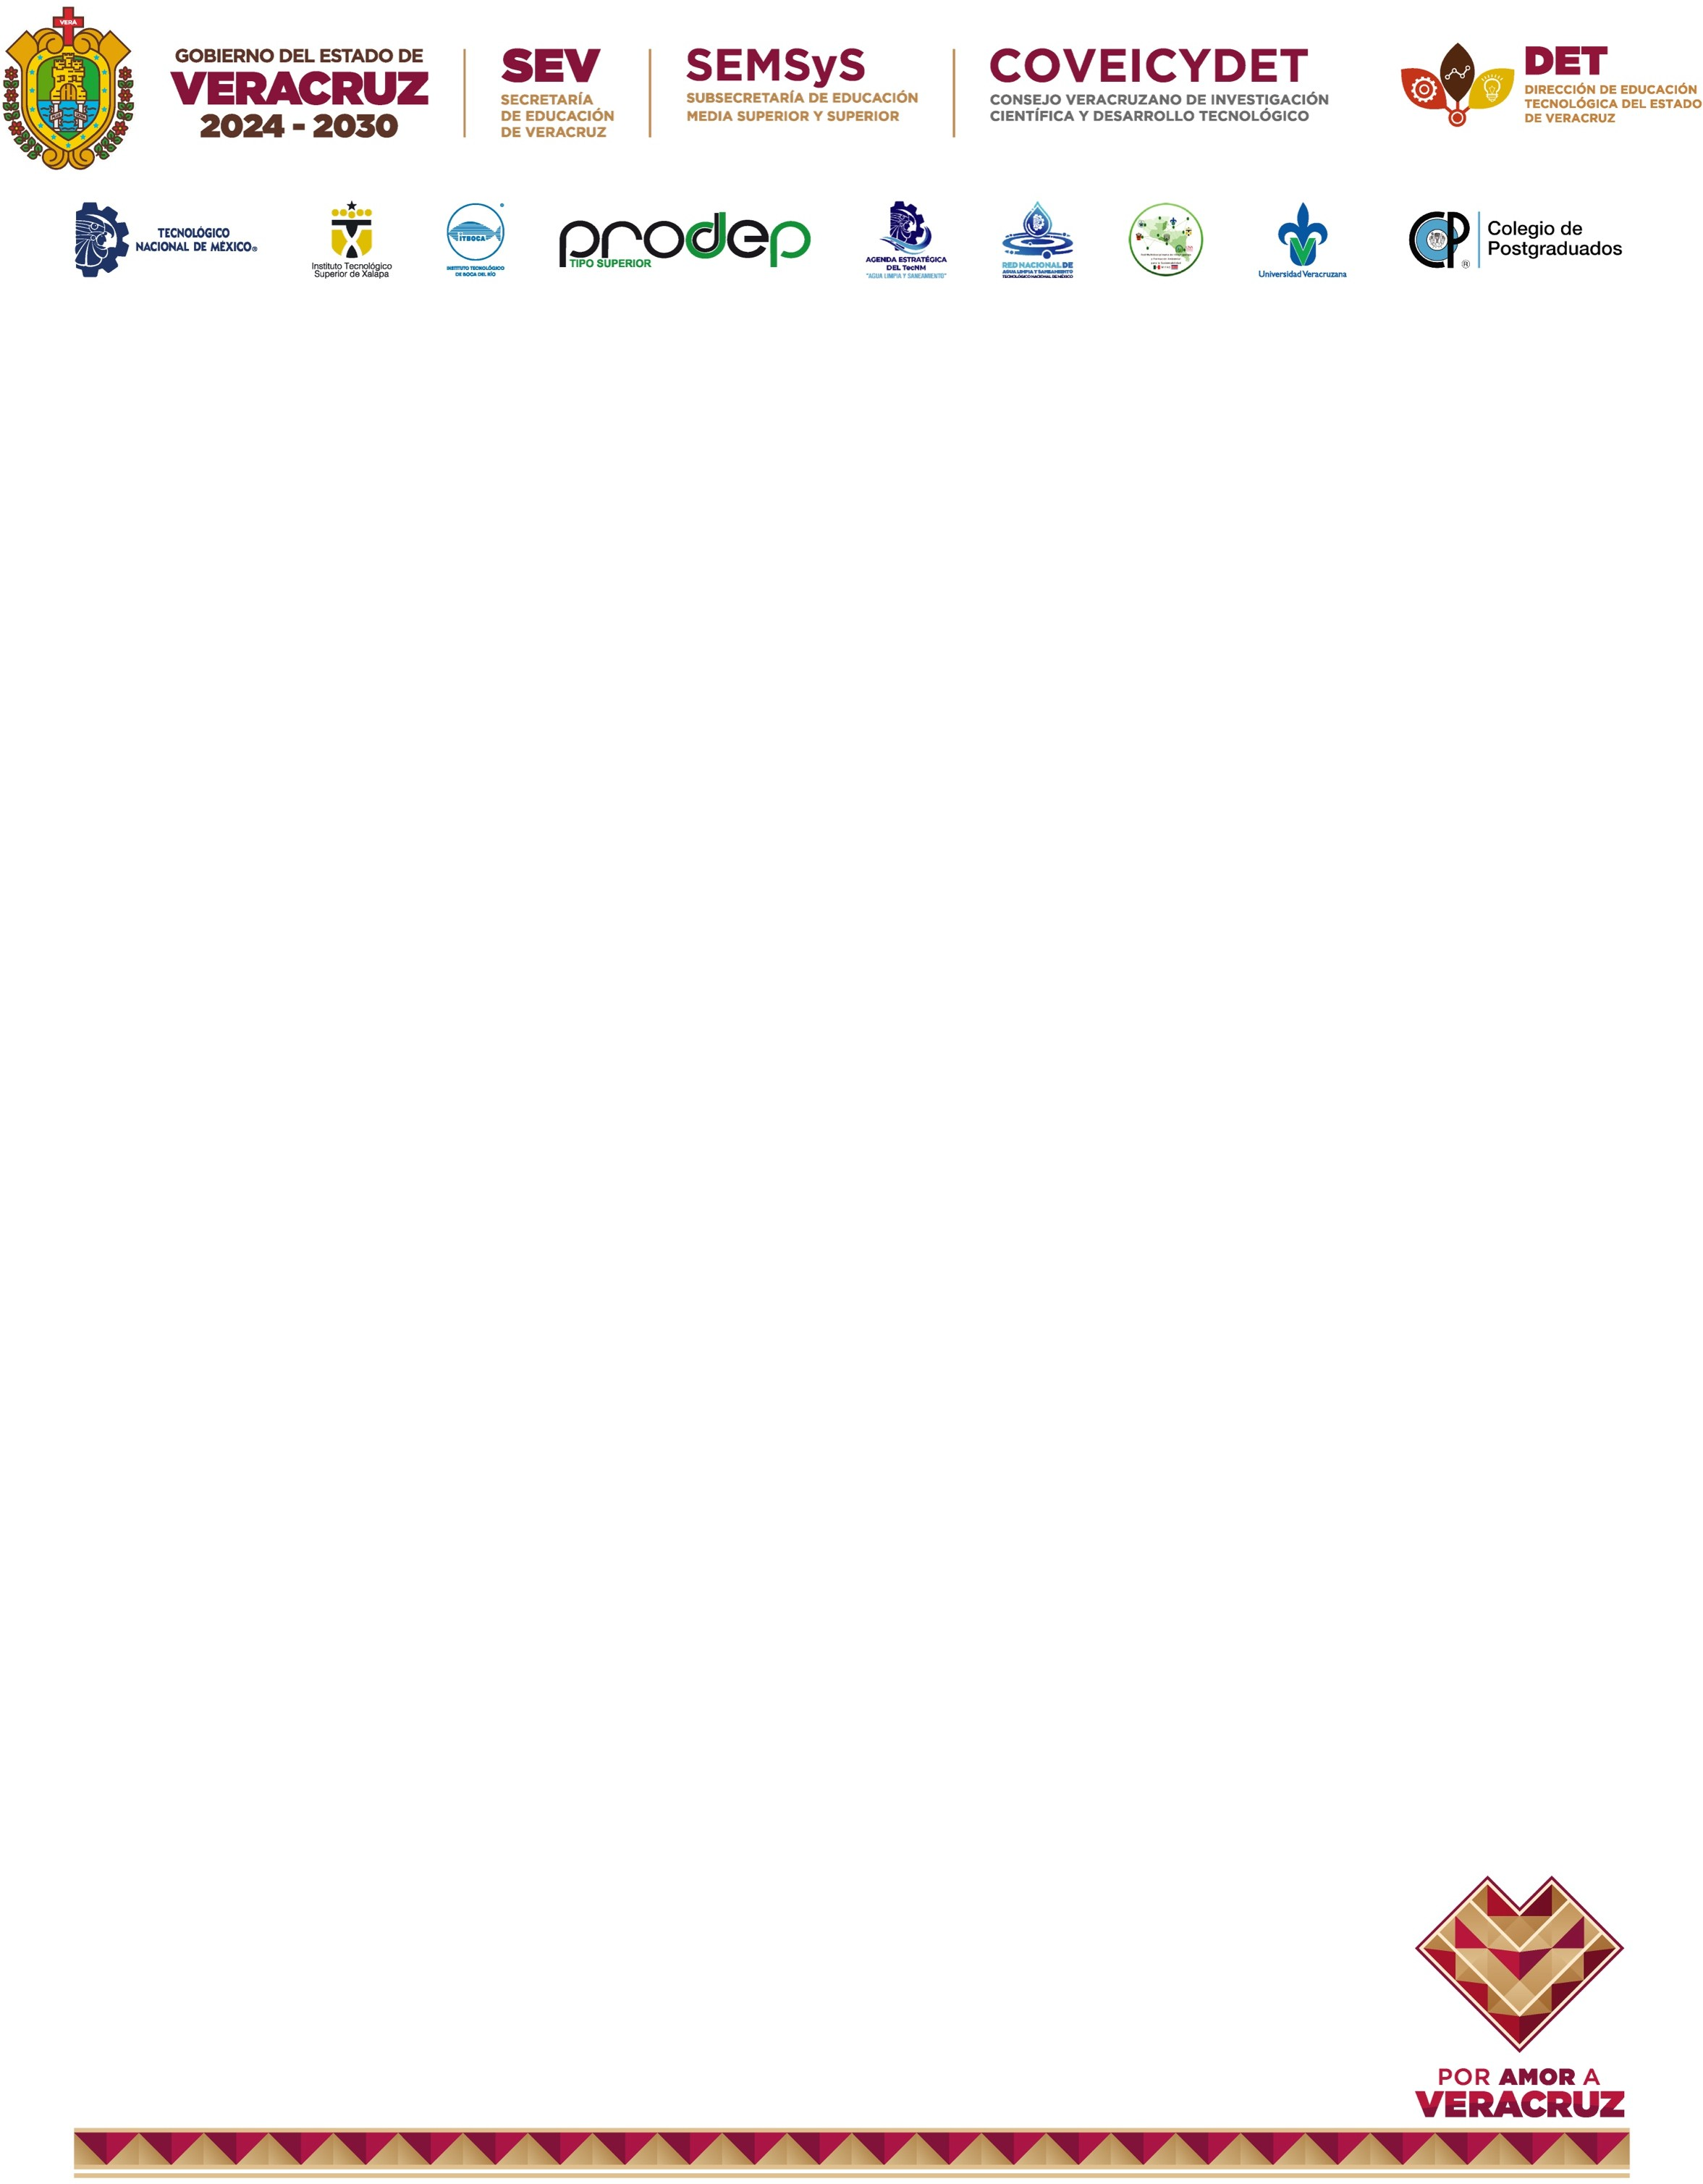 VERA
GOBIERNO DEL ESTADO DE
VERACRUZ
2024 - 2030
SEV
SECRETARÍA
DE EDUCACIÓN
DE VERACRUZ
SEMSyS
SUBSECRETARÍA DE EDUCACIÓN
MEDIA SUPERIOR Y SUPERIOR
COVEICYDET
CONSEJO VERACRUZANO DE INVESTIGACIÓN
CIENTÍFICA Y DESARROLLO TECNOLÓGICO
DET
DIRECCIÓN DE EDUCACIÓN
TECNOLÓGICA DEL ESTADO
DE VERACRUZ
TECNOLÓGICO
NACIONAL DE MÉXICO®
Instituto Tecnológico
Superior de Xalapa
ITBOCA
INSTITUTO TECNOLÓGICO
DE BOCA DEL RÍO
prodep
TIPO SUPERIOR
AGENDA ESTRATÉGICA
DEL TecNM
"AGUA LIMPIA Y SANEAMIENTO"
RED NACIONAL DE
AGUA LIMPIA Y SANEAMIENTO
TECNOLÓGICO NACIONAL DE MÉXICO
Universidad Veracruzana
CP®
Colegio de
Postgraduados
POR AMOR A
VERACRUZ